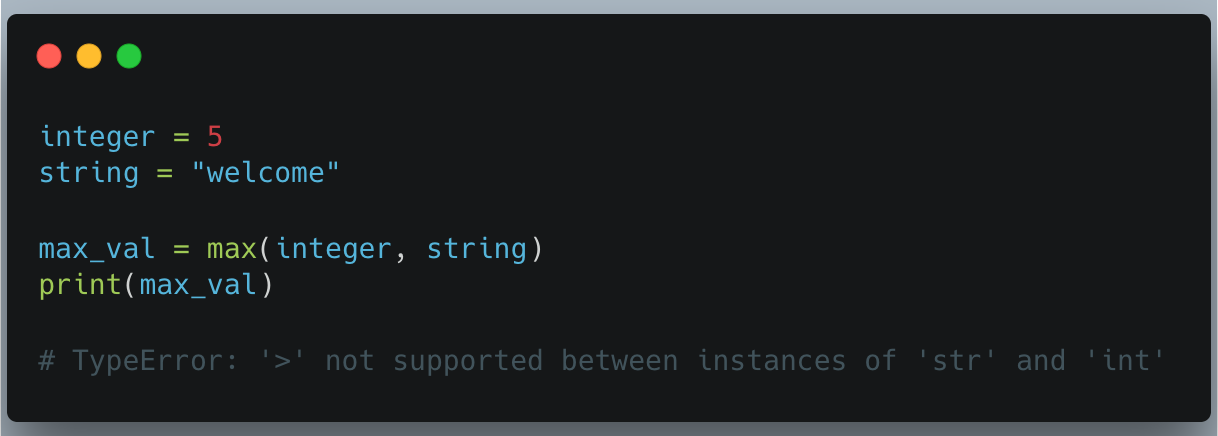 integer = 5
string = "welcome"
max_val = max(integer, string)
print(max_val)
# TypeError: '>' not supported between instances of 'str' and 'int'